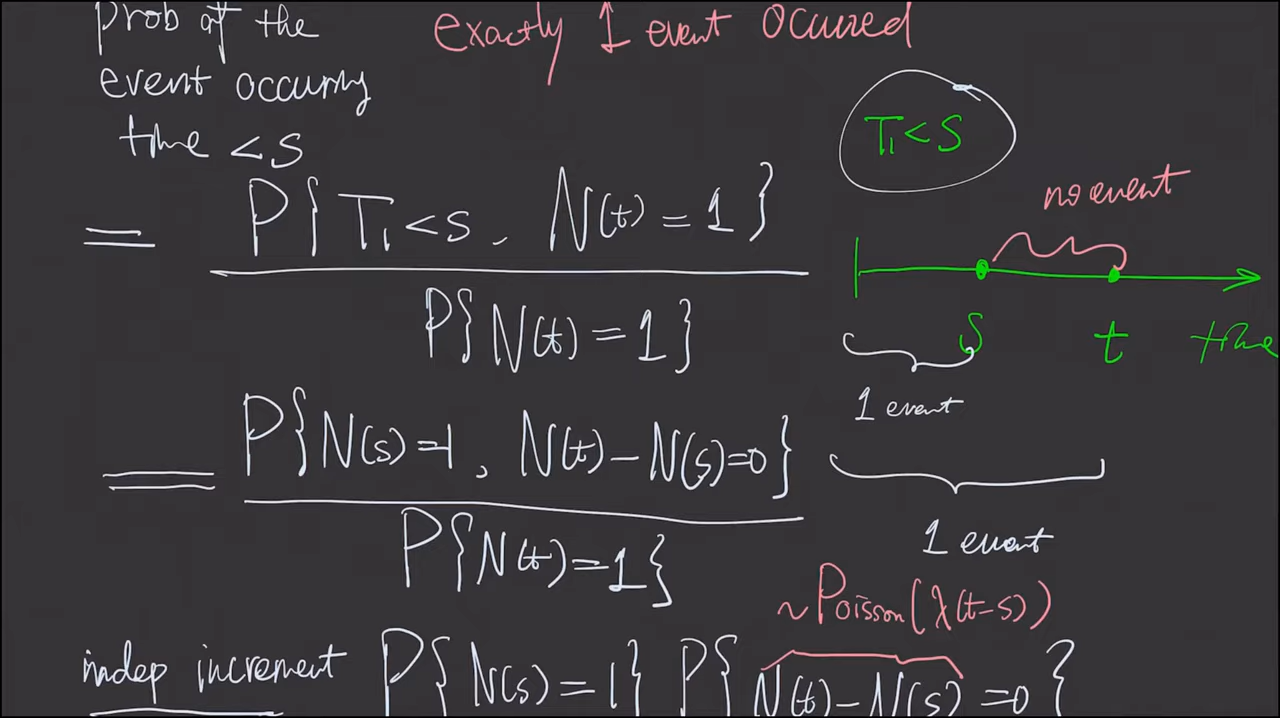 prob of the
event occurring
time < S
exactly 1 event occured
T₁ < S
= P{ T₁ < s, N(t) = 1 }
P{ N(t) = 1 }
no event
s t time
1 event
= P{ N(s) = 1, N(t) - N(s) = 0 }
P{ N(t) = 1 }
1 event
~ Poisson( λ(t-s) )
indep increment P{ N(s) = 1 } P{ N(t) - N(s) = 0 }